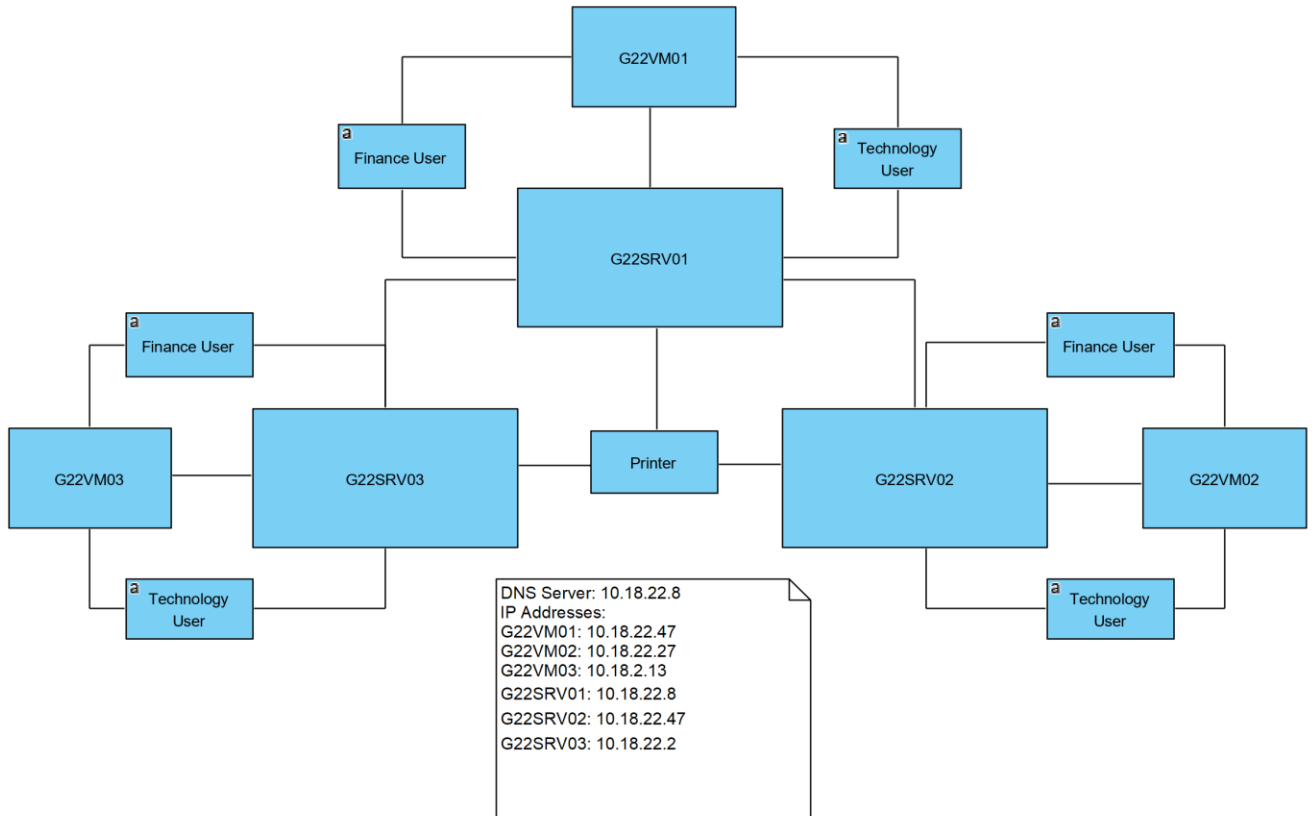 G22VM01
a
Finance User
a
Technology
User
G22SRV01
a
Finance User
a
Finance User
G22VM03
G22SRV03
Printer
G22SRV02
G22VM02
a
Technology
User
a
Technology
User
DNS Server: 10.18.22.8
IP Addresses:
G22VM01: 10.18.22.47
G22VM02: 10.18.22.27
G22VM03: 10.18.2.13
G22SRV01: 10.18.22.8
G22SRV02: 10.18.22.47
G22SRV03: 10.18.22.2